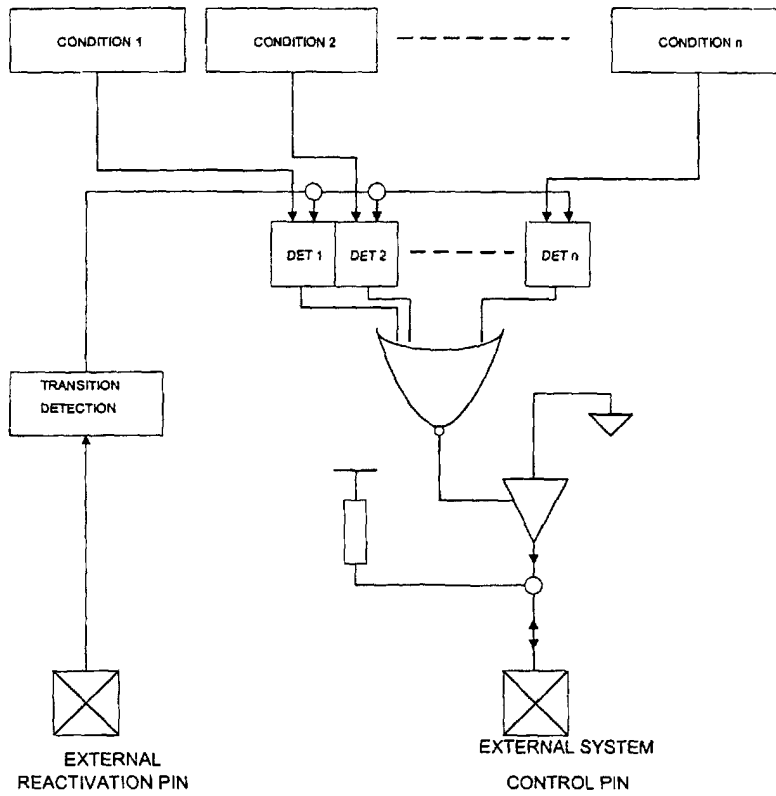 CONDITION 1
CONDITION 2
CONDITION n
DET 1
DET 2
DET n
TRANSITION
DETECTION
EXTERNAL
REACTIVATION PIN
EXTERNAL SYSTEM
CONTROL PIN